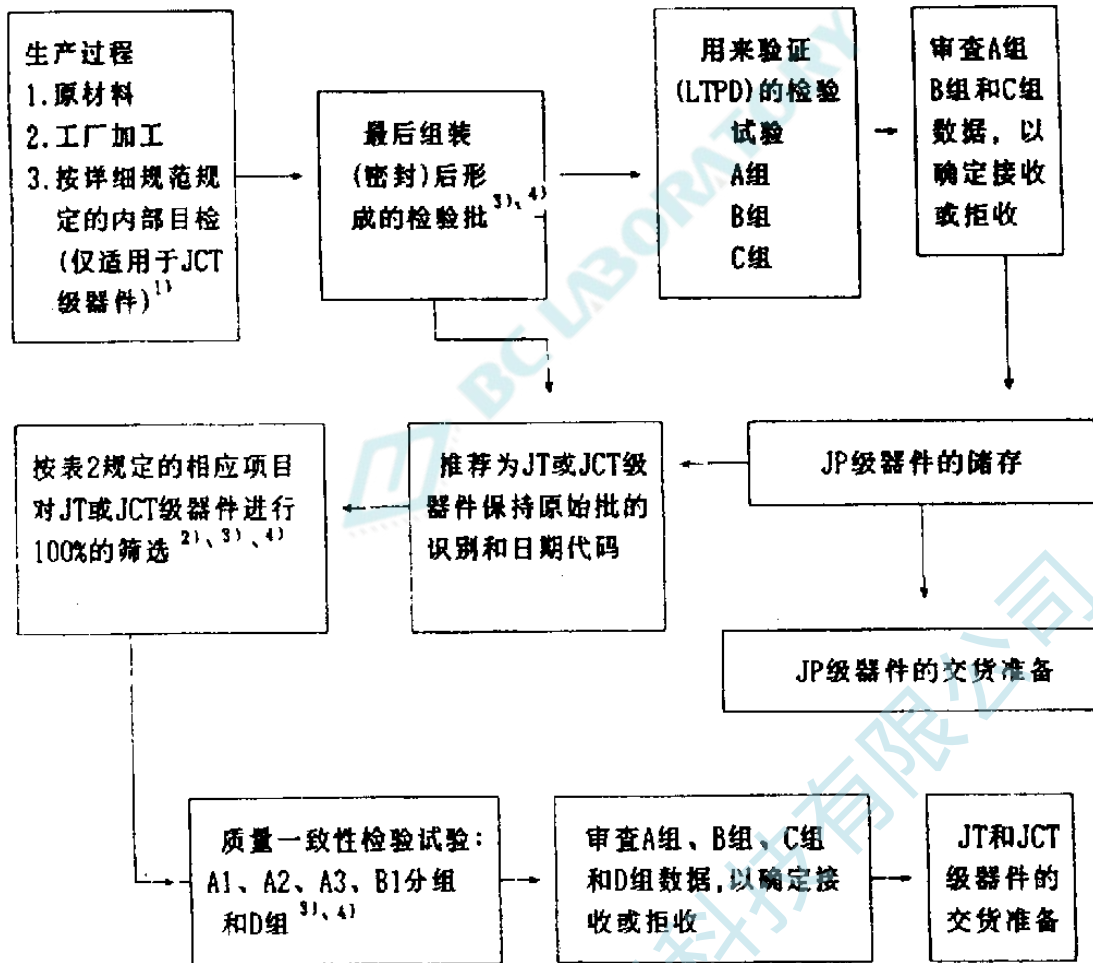 生产过程
1.原材料
2.工厂加工
3.按详细规范规
定的内部目检
(仅适用于JCT
级器件)1)
最后组装
(密封)后形
成的检验批3)、4)
用来验证
(LTPD)的检验
试验
A组
B组
C组
审查A组
B组和C组
数据，以
确定接收
或拒收
按表2规定的相应项目
对JT或JCT级器件进行
100%的筛选2)、3)、4)
推荐为JT或JCT级
器件保持原始批的
识别和日期代码
JP级器件的储存
JP级器件的交货准备
质量一致性检验试验：
A1、A2、A3、B1分组
和D组3)、4)
审查A组、B组、C组
和D组数据,以确定接
收或拒收
JT和JCT
级器件的
交货准备
BC LABORATORY
科技有限公司